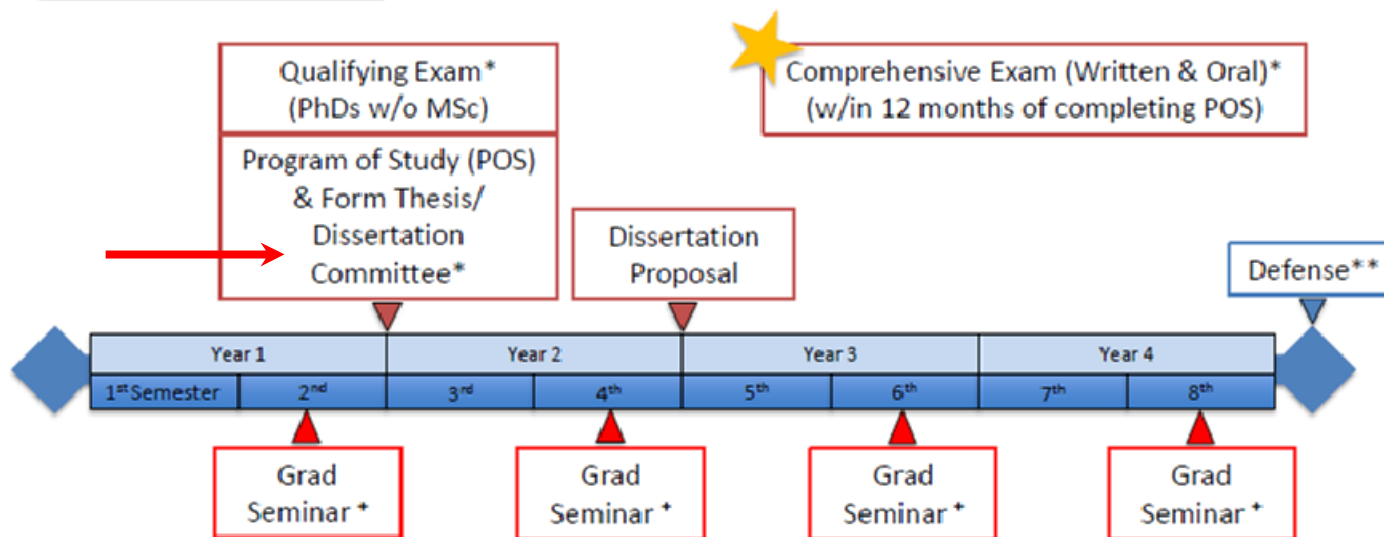 Qualifying Exam*
(PhDs w/o MSc)
Program of Study (POS)
& Form Thesis/
Dissertation
Committee*
Comprehensive Exam (Written & Oral)*
(w/in 12 months of completing POS)
Dissertation
Proposal
Defense**
Year 1
Year 2
Year 3
Year 4
1st Semester
2nd
3rd
4th
5th
6th
7th
8th
Grad
Seminar +
Grad
Seminar +
Grad
Seminar +
Grad
Seminar +